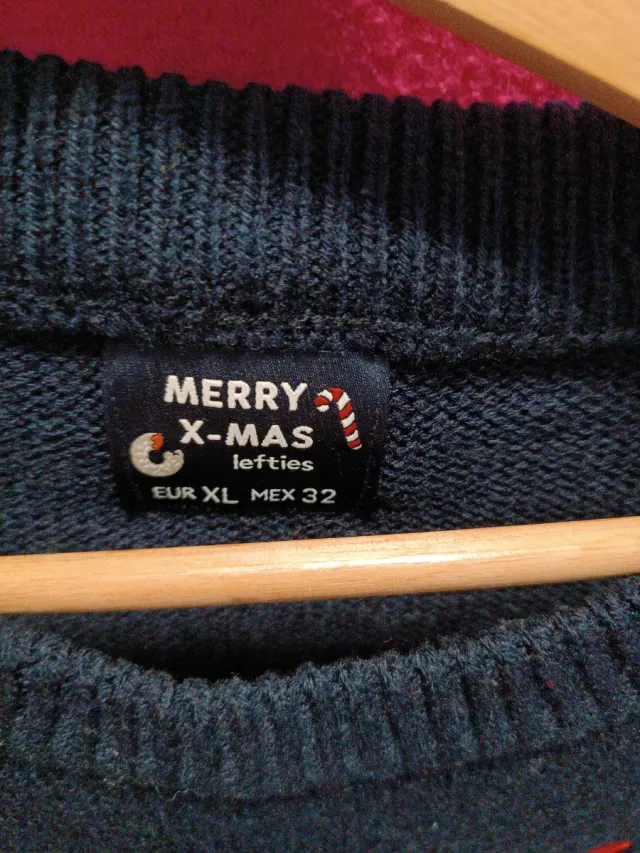 MERRY
X-MAS
lefties
EUR XL MEX 32